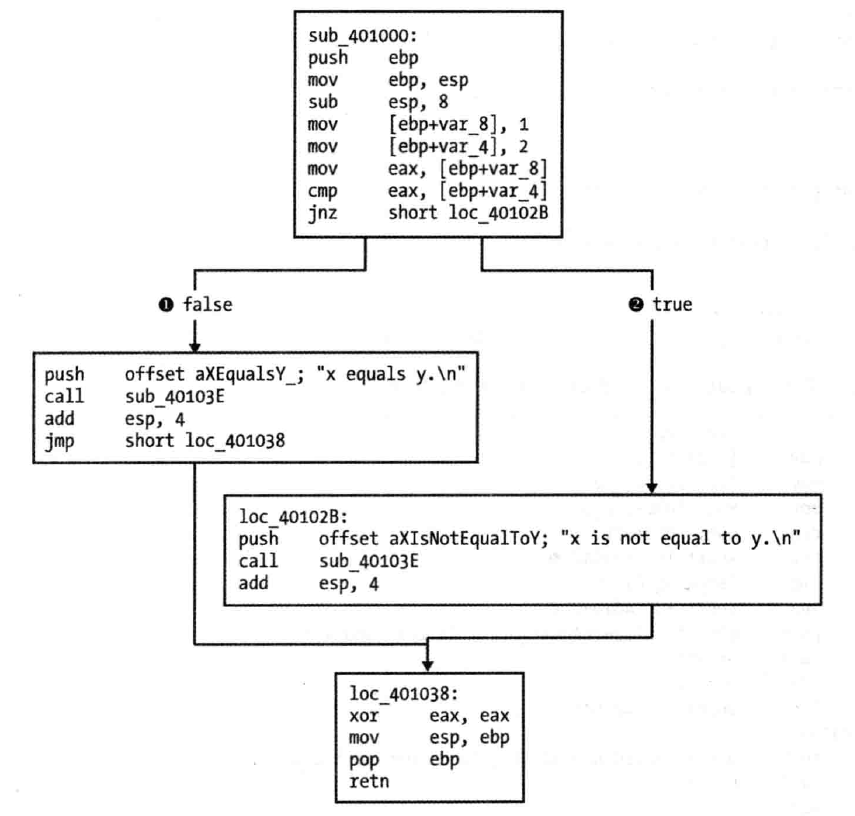 sub_401000:
push ebp
mov ebp, esp
sub esp, 8
mov [ebp+var_8], 1
mov [ebp+var_4], 2
mov eax, [ebp+var_8]
cmp eax, [ebp+var_4]
jnz short loc_40102B
❶ false
❷ true
push offset aXEqualsY_; "x equals y.\n"
call sub_40103E
add esp, 4
jmp short loc_401038
loc_40102B:
push offset aXIsNotEqualToY; "x is not equal to y.\n"
call sub_40103E
add esp, 4
loc_401038:
xor eax, eax
mov esp, ebp
pop ebp
retn